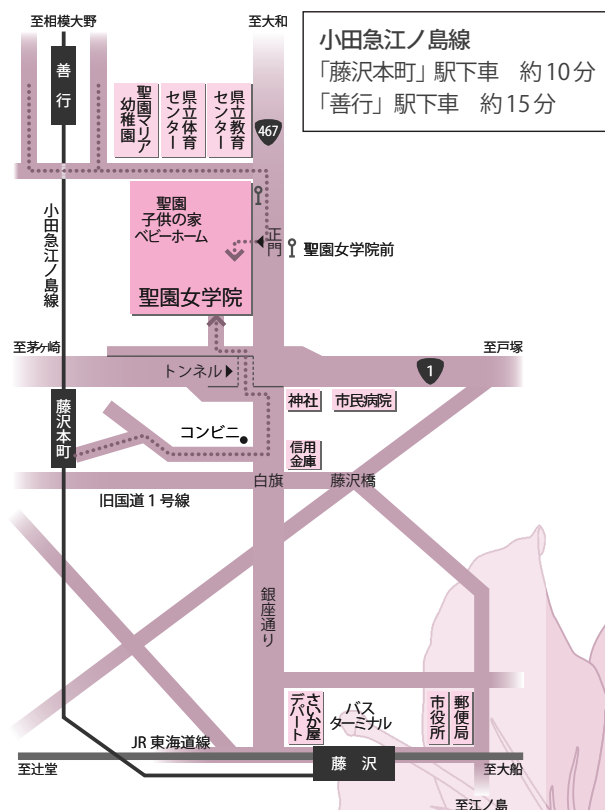 至相模大野
至大和
小田急江ノ島線
「藤沢本町」駅下車　約10分
「善行」駅下車　約15分
善行
聖園マリア
幼稚園
県立体育
センター
県立教育
センター
467
聖園
子供の家
ベビーホーム
正門
聖園女学院前
小田急江ノ島線
聖園女学院
至茅ヶ崎
至戸塚
トンネル
1
藤沢本町
神社
市民病院
コンビニ
信用
金庫
白旗
藤沢橋
旧国道1号線
銀座通り
さいか屋
デパート
バス
ターミナル
市役所
郵便局
JR東海道線
藤沢
至辻堂
至大船
至江ノ島